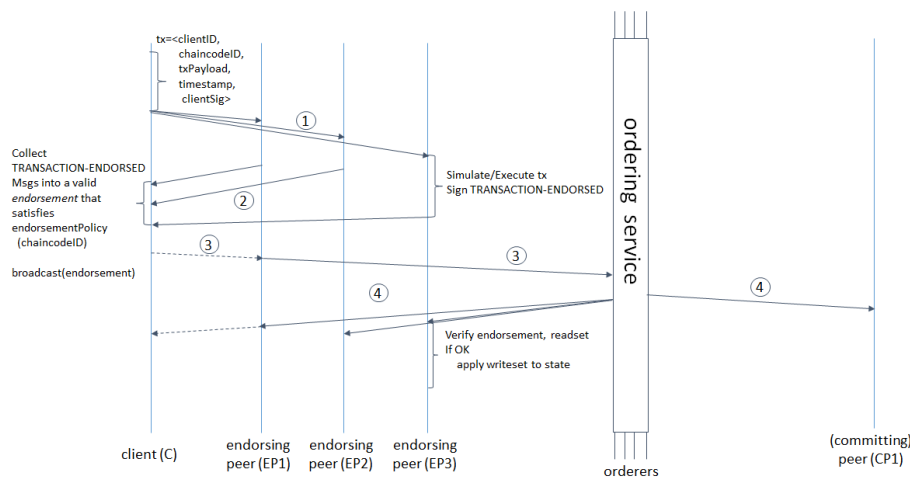 tx=<clientID,
chaincodeID,
txPayload,
timestamp,
clientSig>
1
Collect
TRANSACTION-ENDORSED
Msgs into a valid
endorsement that
satisfies
endorsementPolicy
(chaincodeID)
2
Simulate/Execute tx
Sign TRANSACTION-ENDORSED
ordering service
3
3
broadcast(endorsement)
4
4
Verify endorsement, readset
If OK
apply writeset to state
client (C)
endorsing
peer (EP1)
endorsing
peer (EP2)
endorsing
peer (EP3)
orderers
(committing)
peer (CP1)